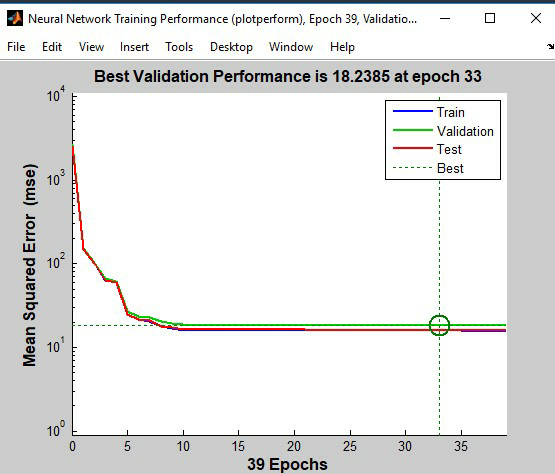 Neural Network Training Performance (plotperform), Epoch 39, Validatio...
File Edit View Insert Tools Desktop Window Help
Best Validation Performance is 18.2385 at epoch 33
Mean Squared Error (mse)
10^4
10^3
10^2
10^1
10^0
Train
Validation
Test
Best
0 5 10 15 20 25 30 35
39 Epochs